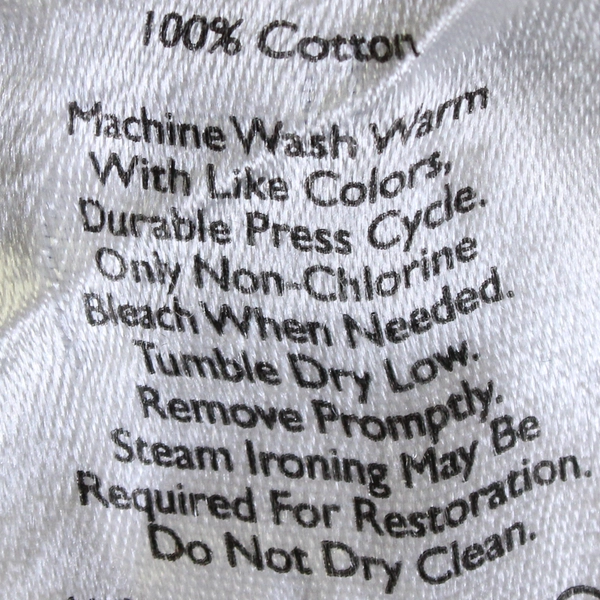 100% Cotton
Machine Wash Warm
With Like Colors,
Durable Press Cycle.
Only Non-Chlorine
Bleach When Needed.
Tumble Dry Low.
Remove Promptly.
Steam Ironing May Be
Required For Restoration.
Do Not Dry Clean.